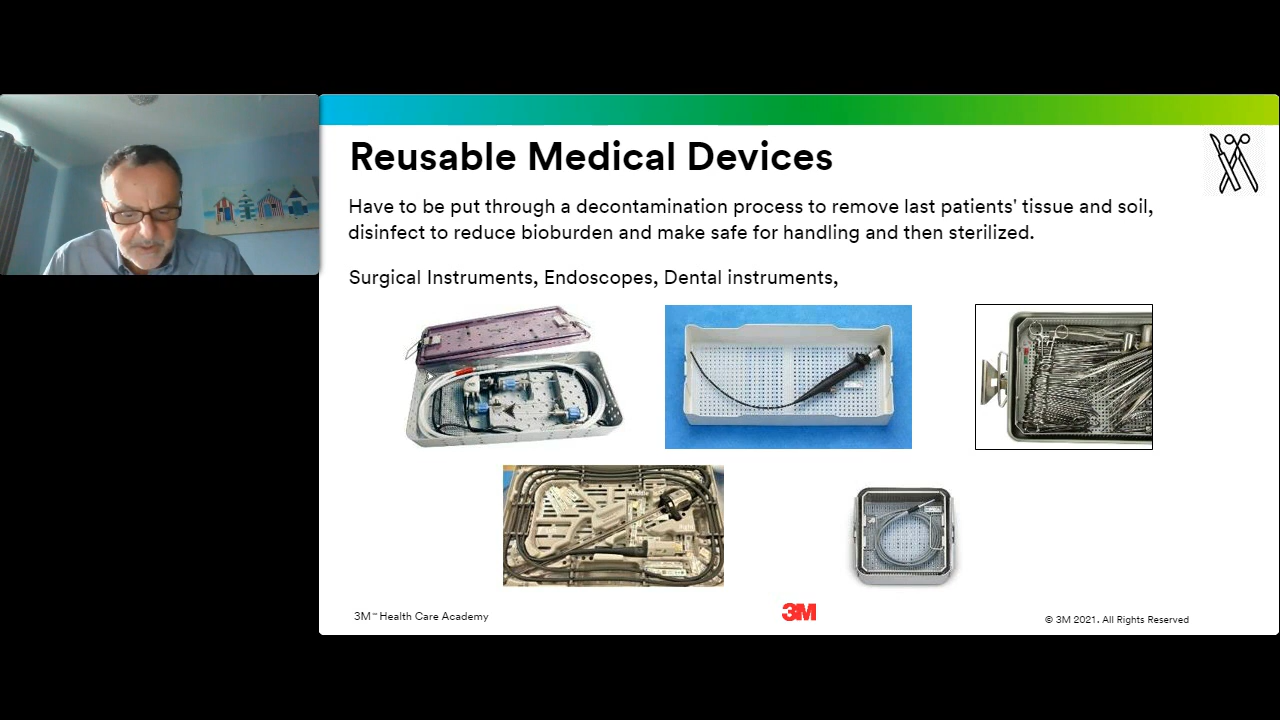 Reusable Medical Devices
Have to be put through a decontamination process to remove last patients' tissue and soil,
disinfect to reduce bioburden and make safe for handling and then sterilized.
Surgical Instruments, Endoscopes, Dental instruments,
3M™ Health Care Academy
3M
© 3M 2021. All Rights Reserved